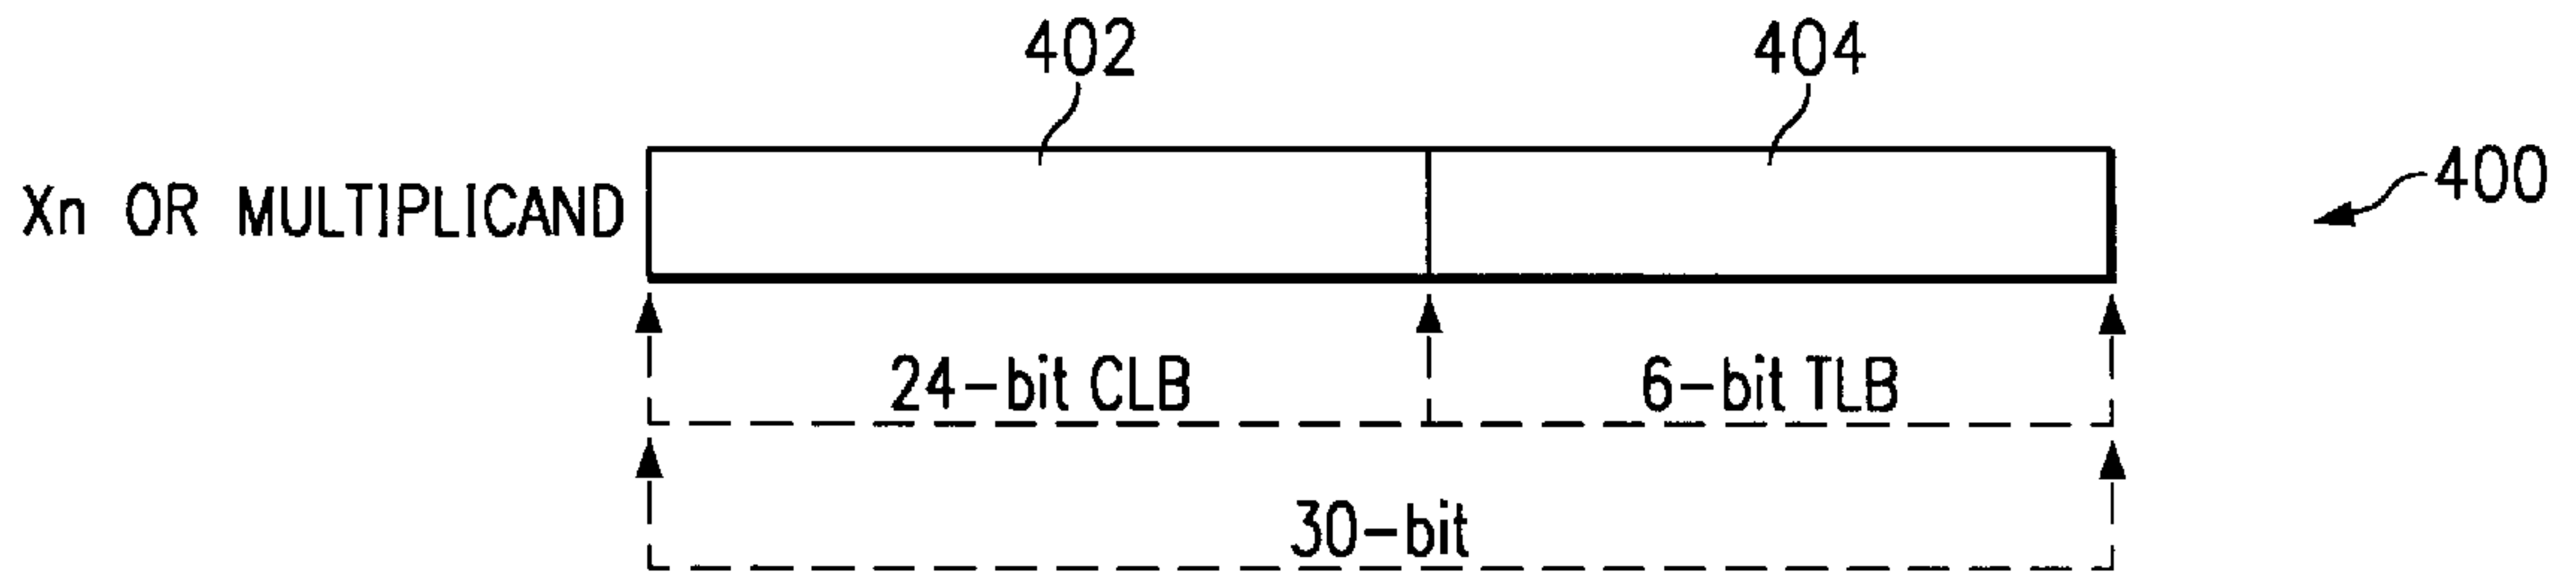 402
404
400
Xn OR MULTIPLICAND
24-bit CLB
6-bit TLB
30-bit